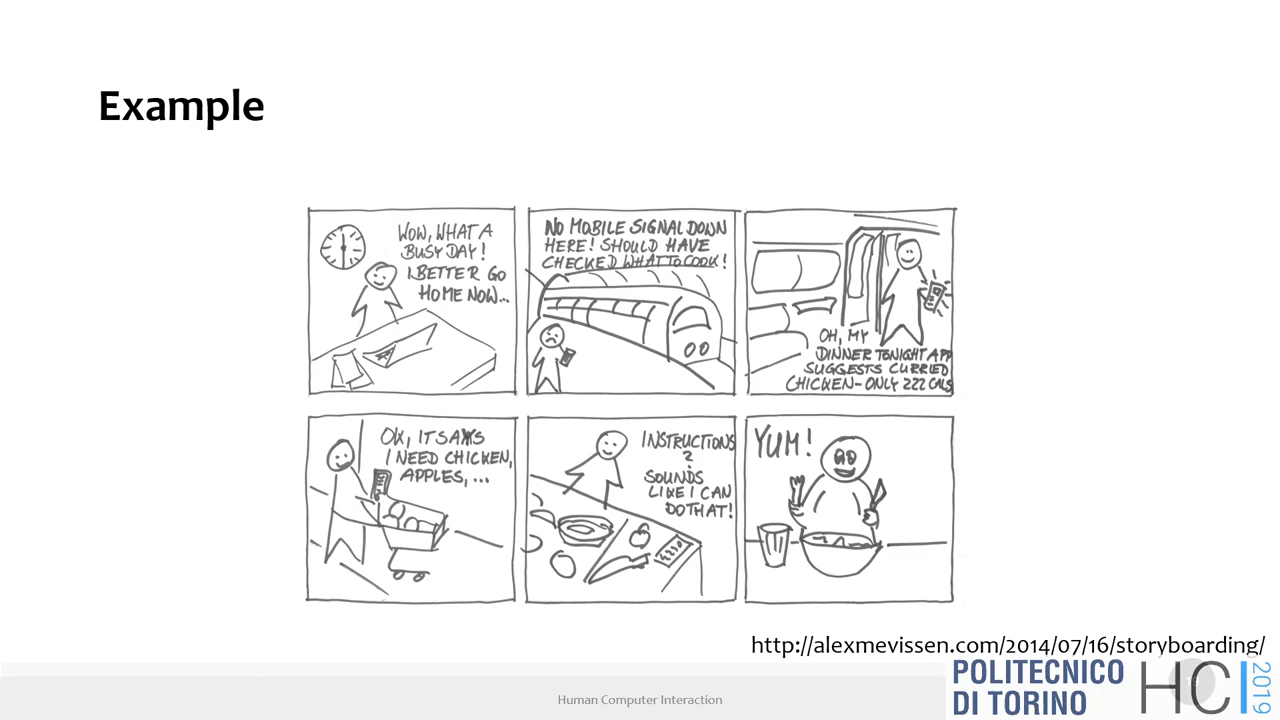 Example
WOW, WHAT A
BUSY DAY!
I BETTER GO
HOME NOW...
NO MOBILE SIGNAL DOWN
HERE! SHOULD HAVE
CHECKED WHAT TO COOK!
OH, MY
DINNER TONIGHT APP
SUGGESTS CURRIED
CHICKEN - ONLY 222 CALS
OK, IT SAYS
I NEED CHICKEN,
APPLES, ...
INSTRUCTIONS
?
SOUNDS
LIKE I CAN
DO THAT!
YUM!
http://alexmevissen.com/2014/07/16/storyboarding/
Human Computer Interaction
POLITECNICO
DI TORINO
HCI
2019